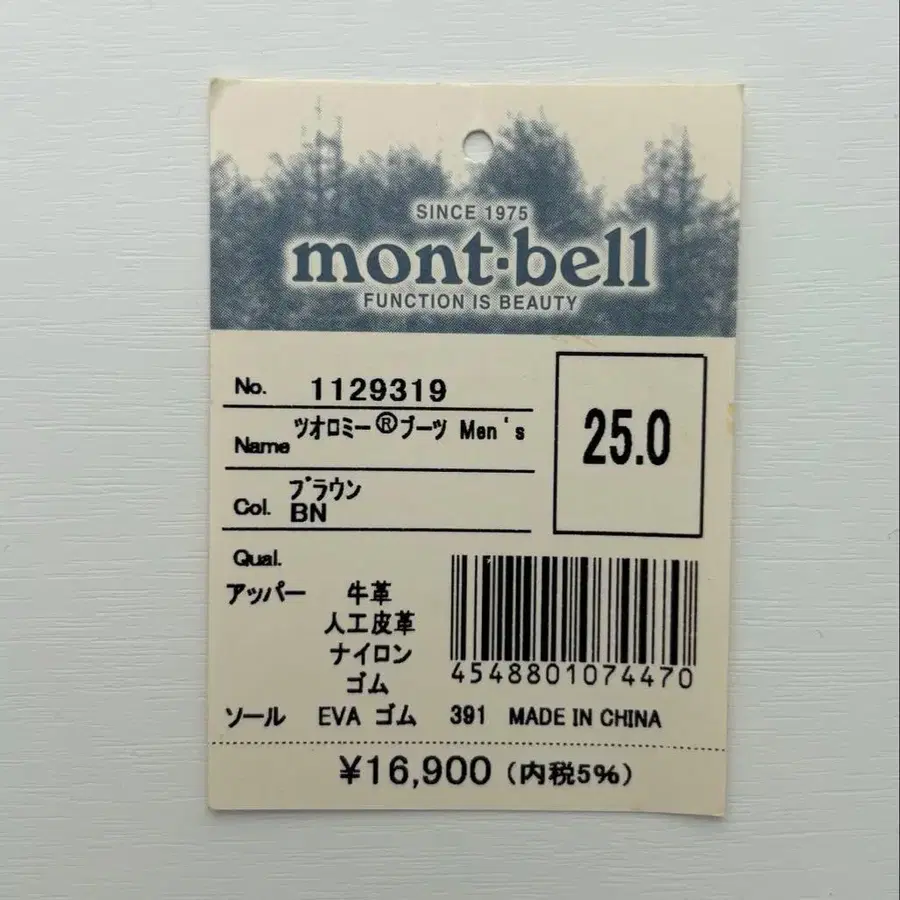 SINCE 1975
mont·bell
FUNCTION IS BEAUTY
No. 1129319
Name ツオロミー®ブーツ Men's
25.0
Col. ブラウン
BN
Qual.
アッパー 牛革
人工皮革
ナイロン
ゴム
4548801074470
ソール EVA ゴム 391 MADE IN CHINA
¥16,900 (内税5%)